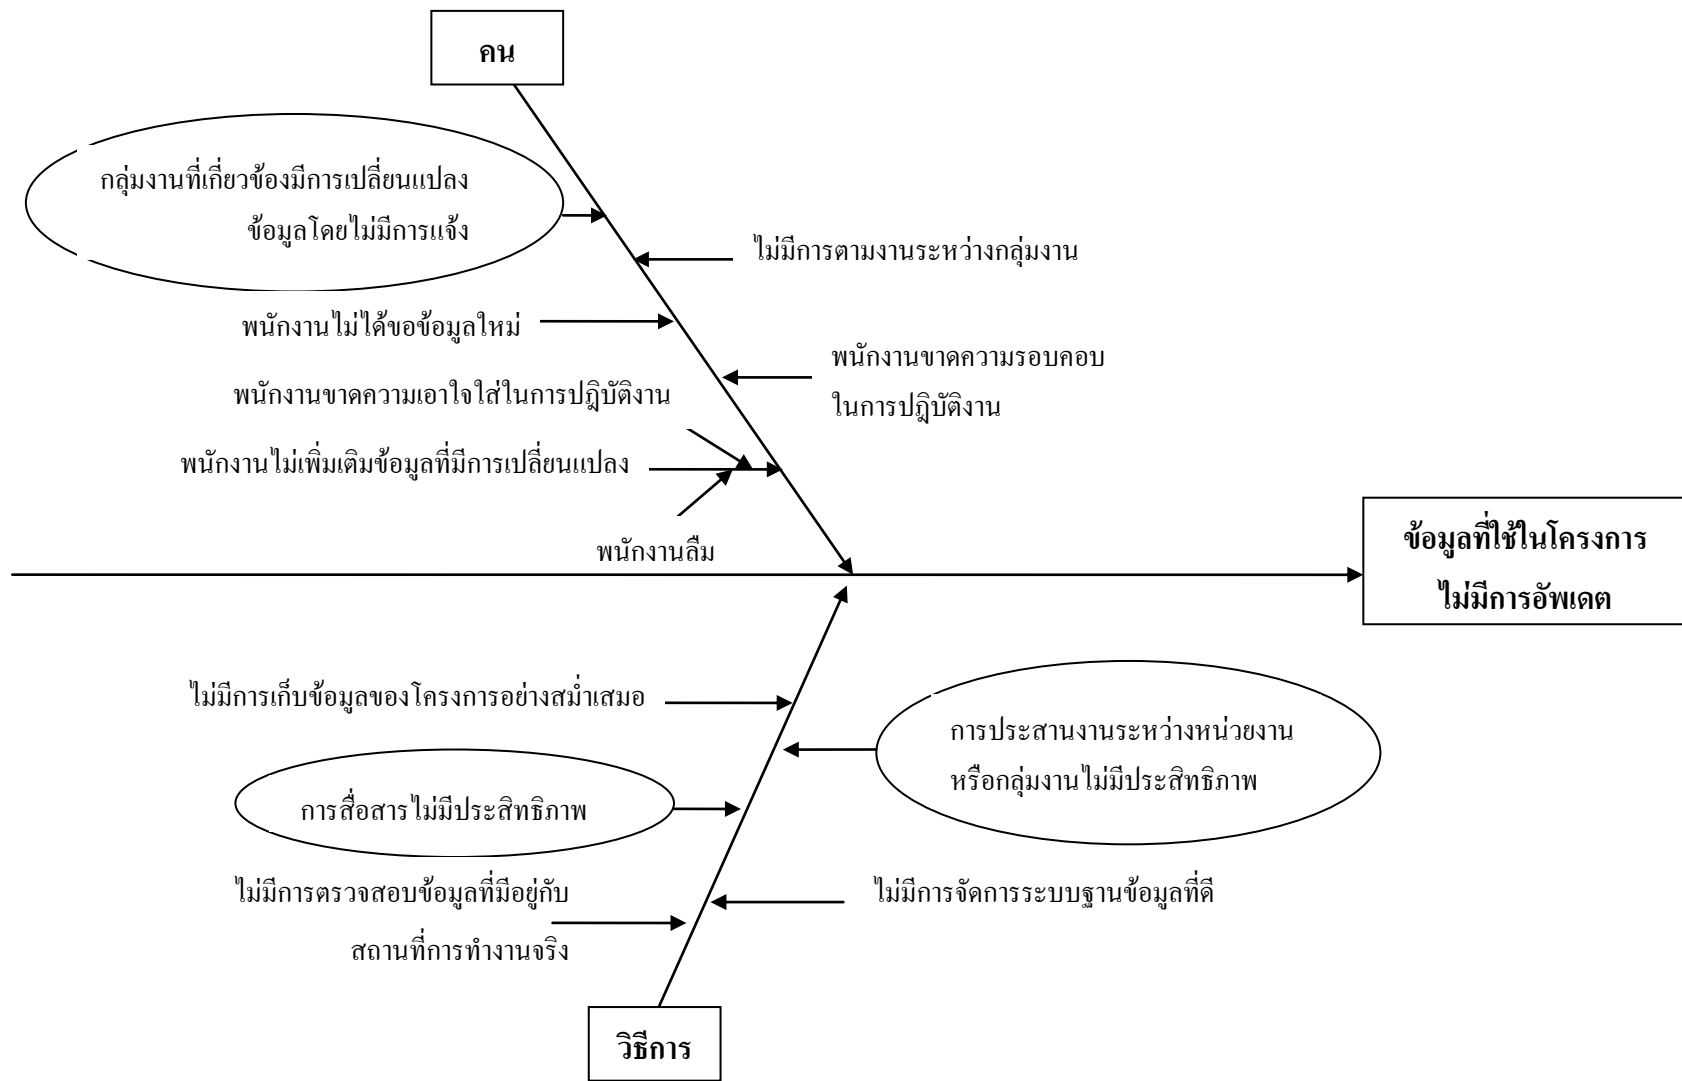 คน
กลุ่มงานที่เกี่ยวข้องมีการเปลี่ยนแปลง
ข้อมูลโดยไม่มีการแจ้ง
ไม่มีการตามงานระหว่างกลุ่มงาน
พนักงานไม่ได้ขอข้อมูลใหม่
พนักงานขาดความรอบคอบ
ในการปฎิบัติงาน
พนักงานขาดความเอาใจใส่ในการปฎิบัติงาน
พนักงานไม่เพิ่มเติมข้อมูลที่มีการเปลี่ยนแปลง
พนักงานลืม
ข้อมูลที่ใช้ในโครงการ
ไม่มีการอัพเดต
ไม่มีการเก็บข้อมูลของโครงการอย่างสม่ำเสมอ
การประสานงานระหว่างหน่วยงาน
หรือกลุ่มงานไม่มีประสิทธิภาพ
การสื่อสารไม่มีประสิทธิภาพ
ไม่มีการตรวจสอบข้อมูลที่มีอยู่กับ
สถานที่การทำงานจริง
ไม่มีการจัดการระบบฐานข้อมูลที่ดี
วิธีการ